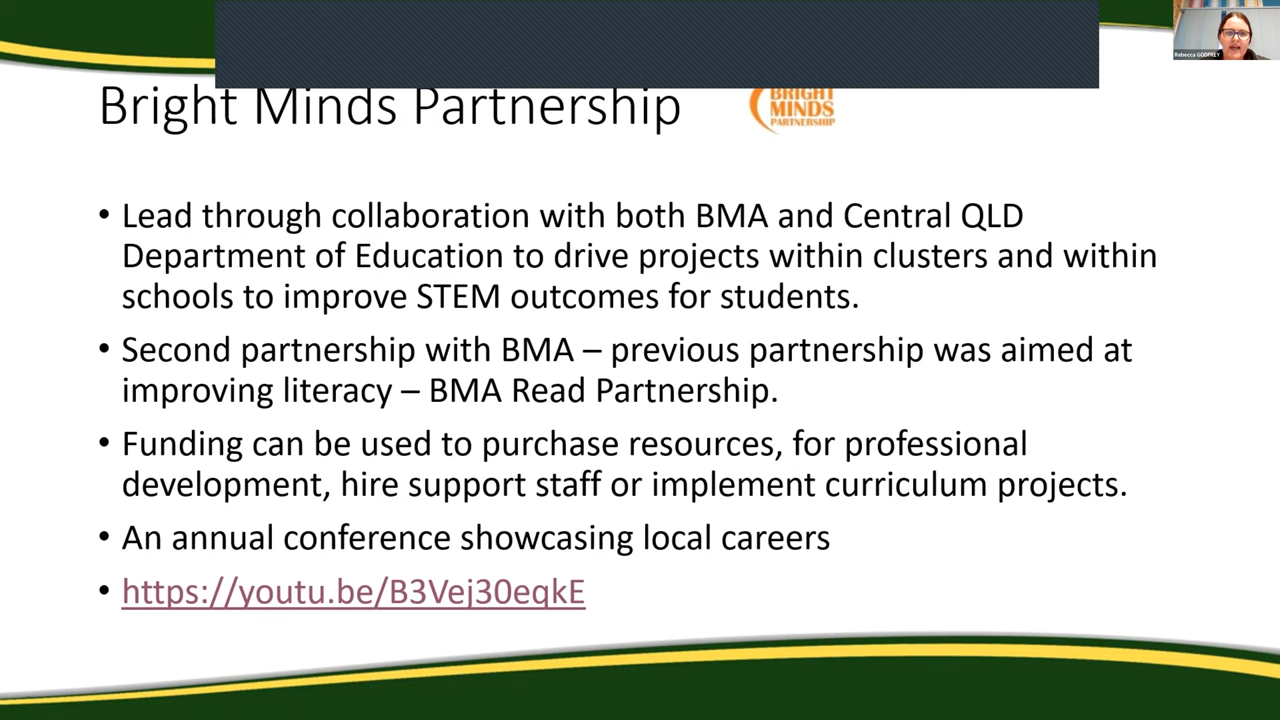 Rebecca GODFREY
Bright Minds Partnership
BRIGHT
MINDS
PARTNERSHIP
• Lead through collaboration with both BMA and Central QLD
Department of Education to drive projects within clusters and within
schools to improve STEM outcomes for students.
• Second partnership with BMA – previous partnership was aimed at
improving literacy – BMA Read Partnership.
• Funding can be used to purchase resources, for professional
development, hire support staff or implement curriculum projects.
• An annual conference showcasing local careers
• https://youtu.be/B3Vej30eqkE